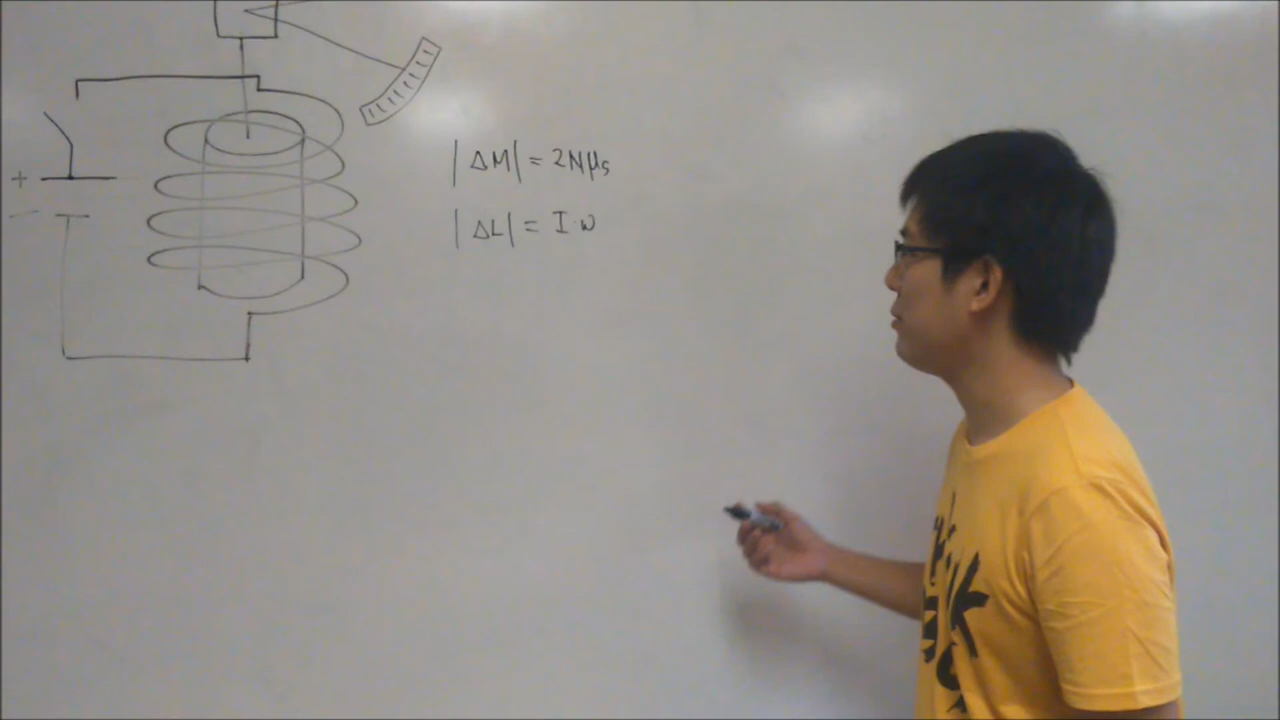 |ΔM| = 2Nμs
|ΔL| = I·ω
+
−